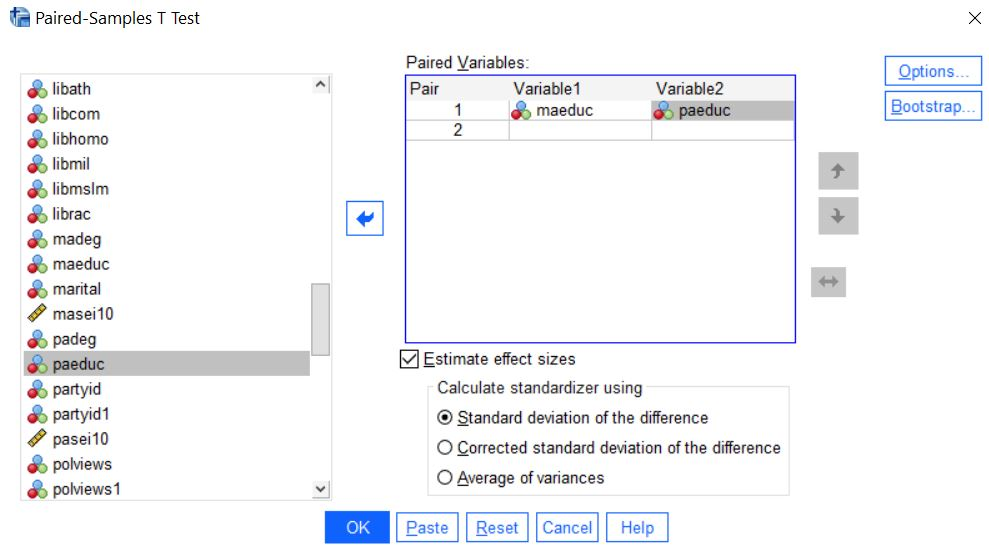 Paired-Samples T Test
libath
libcom
libhomo
libmil
libmslm
librac
madeg
maeduc
marital
masei10
padeg
paeduc
partyid
partyid1
pasei10
polviews
polviews1
Paired Variables:
Pair Variable1 Variable2
1 maeduc paeduc
2
Estimate effect sizes
Calculate standardizer using
Standard deviation of the difference
Corrected standard deviation of the difference
Average of variances
Options...
Bootstrap...
OK Paste Reset Cancel Help